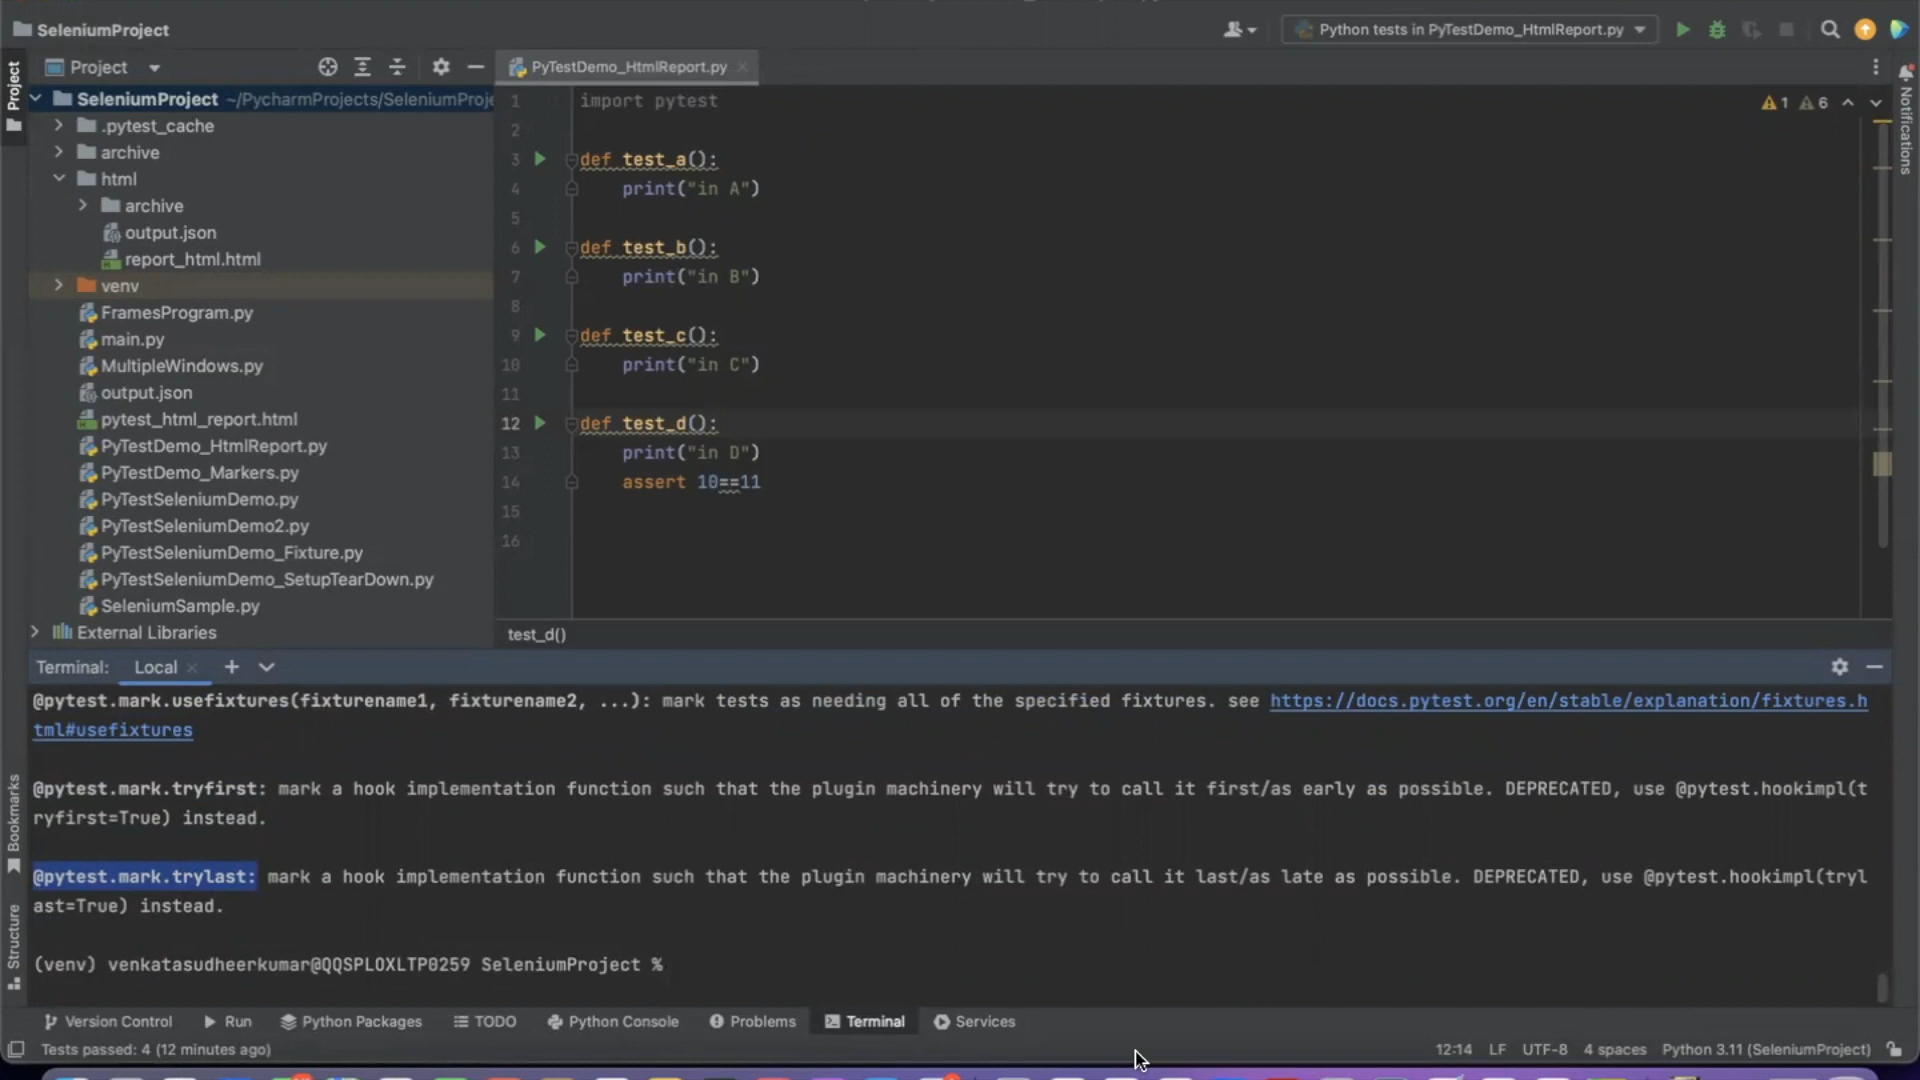 SeleniumProject
Python tests in PyTestDemo_HtmlReport.py
Project
Project
PyTestDemo_HtmlReport.py
Notifications
SeleniumProject ~/PycharmProjects/SeleniumProje
.pytest_cache
archive
html
archive
output.json
report_html.html
venv
FramesProgram.py
main.py
MultipleWindows.py
output.json
pytest_html_report.html
PyTestDemo_HtmlReport.py
PyTestDemo_Markers.py
PyTestSeleniumDemo.py
PyTestSeleniumDemo2.py
PyTestSeleniumDemo_Fixture.py
PyTestSeleniumDemo_SetupTearDown.py
SeleniumSample.py
External Libraries
1 import pytest
1 6
2
3 def test_a():
4 print("in A")
5
6 def test_b():
7 print("in B")
8
9 def test_c():
10 print("in C")
11
12 def test_d():
13 print("in D")
14 assert 10==11
15
16
test_d()
Terminal: Local
@pytest.mark.usefixtures(fixturename1, fixturename2, ...): mark tests as needing all of the specified fixtures. see https://docs.pytest.org/en/stable/explanation/fixtures.h
tml#usefixtures
@pytest.mark.tryfirst: mark a hook implementation function such that the plugin machinery will try to call it first/as early as possible. DEPRECATED, use @pytest.hookimpl(t
ryfirst=True) instead.
@pytest.mark.trylast: mark a hook implementation function such that the plugin machinery will try to call it last/as late as possible. DEPRECATED, use @pytest.hookimpl(tryl
ast=True) instead.
(venv) venkatasudheerkumar@QQSPLOXLTP0259 SeleniumProject %
Bookmarks
Structure
Version Control Run Python Packages TODO Python Console Problems Terminal Services
Tests passed: 4 (12 minutes ago)
12:14 LF UTF-8 4 spaces Python 3.11 (SeleniumProject)